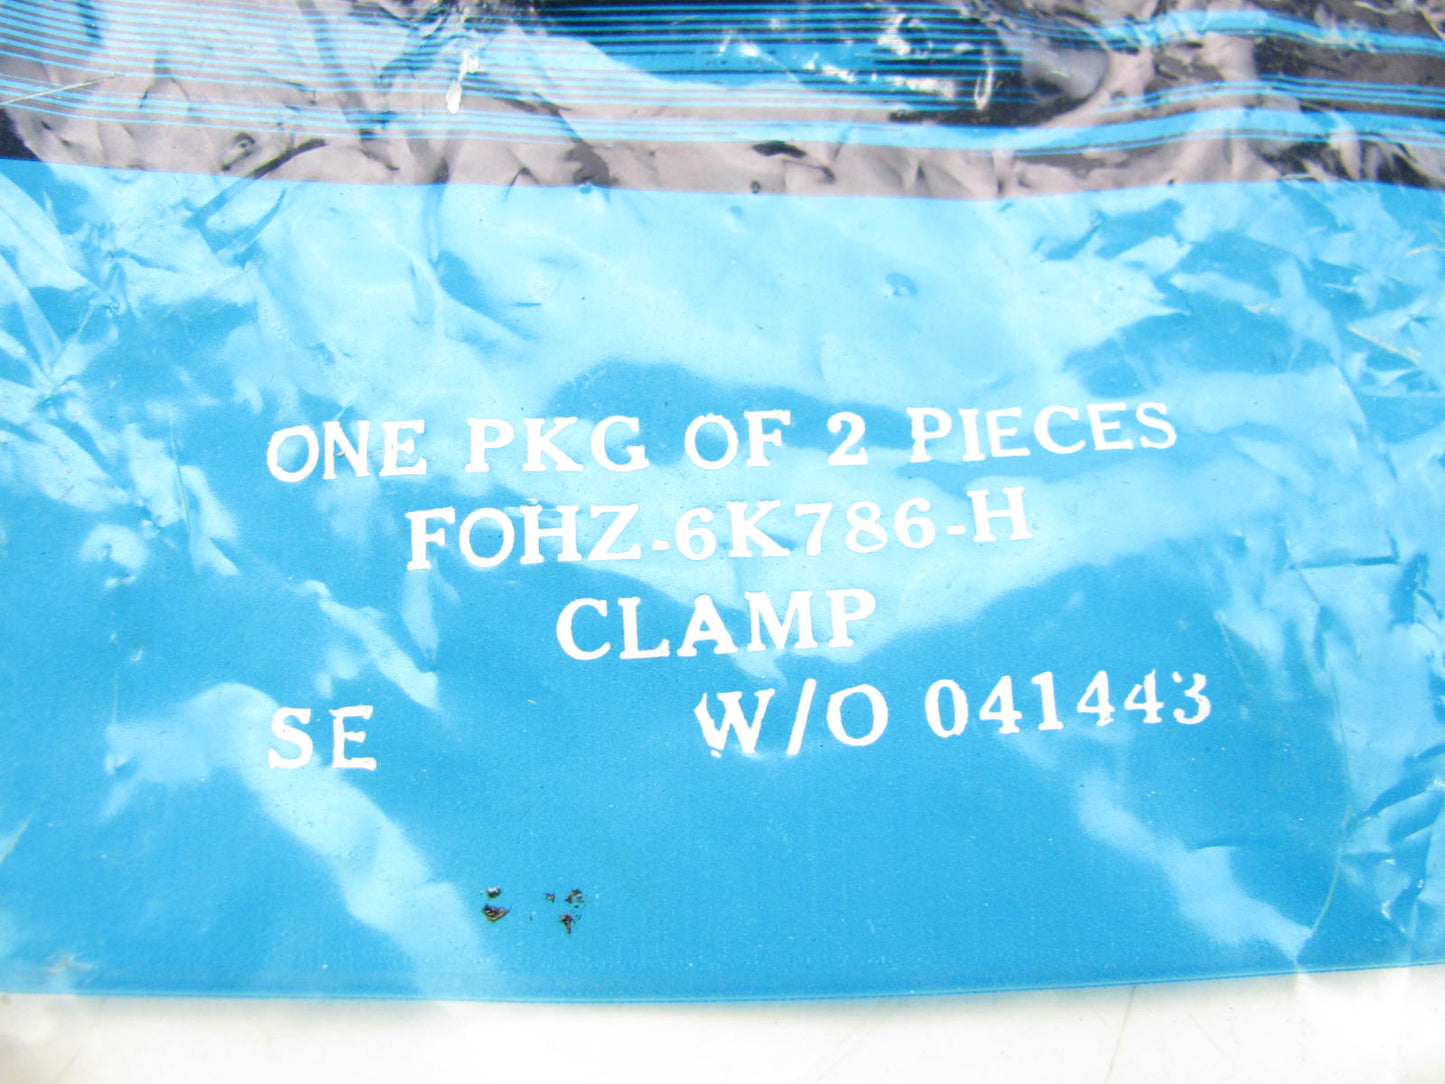 ONE PKG OF 2 PIECES
FOHZ-6K786-H
CLAMP
SE W/O 041443